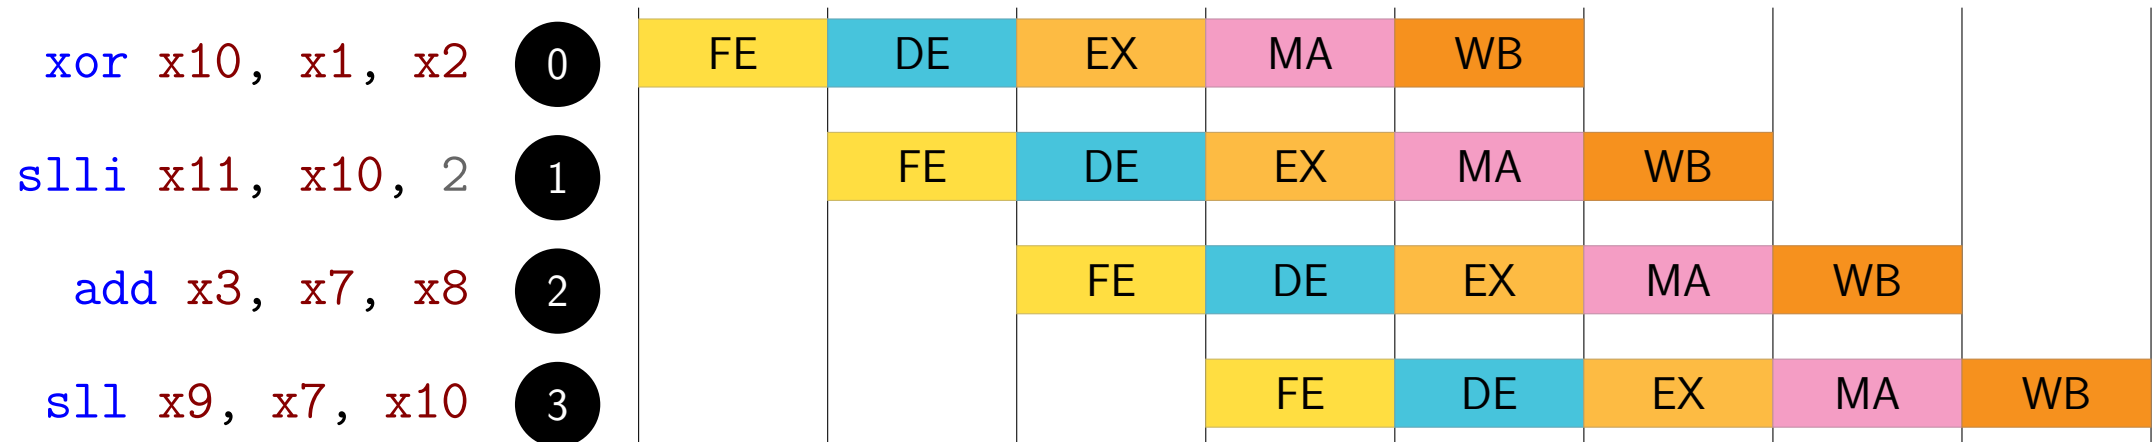 xor x10, x1, x2 0 FE DE EX MA WB
slli x11, x10, 2 1 FE DE EX MA WB
add x3, x7, x8 2 FE DE EX MA WB
sll x9, x7, x10 3 FE DE EX MA WB